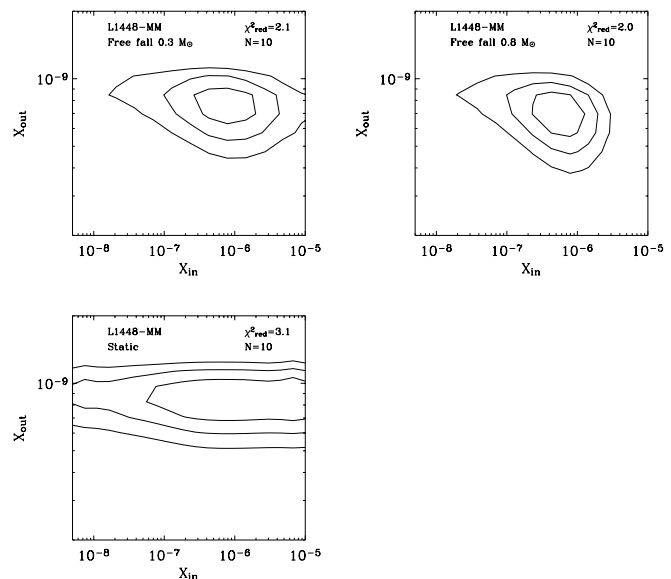 L1448-MM χ²red=2.1
Free fall 0.3 M⊙ N=10
10⁻⁹
Xout
10⁻⁸ 10⁻⁷ 10⁻⁶ 10⁻⁵
Xin
L1448-MM χ²red=2.0
Free fall 0.8 M⊙ N=10
10⁻⁹
Xout
10⁻⁸ 10⁻⁷ 10⁻⁶ 10⁻⁵
Xin
L1448-MM χ²red=3.1
Static N=10
10⁻⁹
Xout
10⁻⁸ 10⁻⁷ 10⁻⁶ 10⁻⁵
Xin